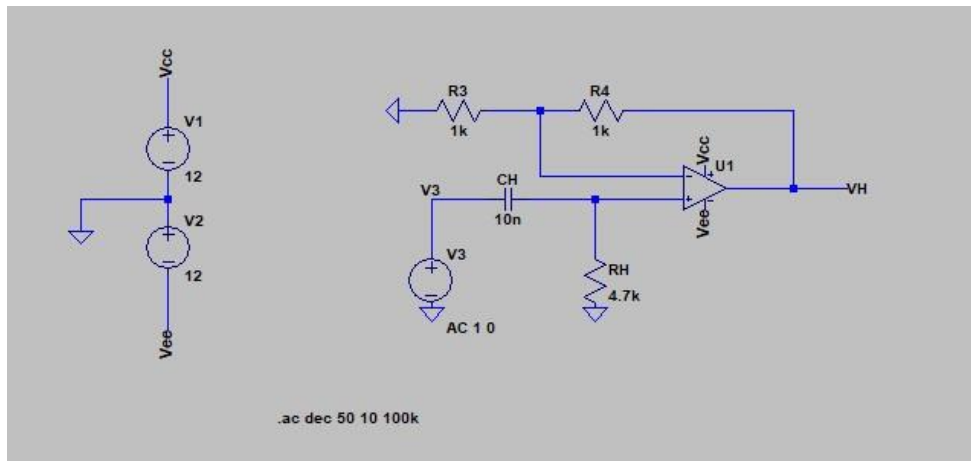 Vcc
V1
12
V2
12
Vee
R3
1k
R4
1k
Vcc
U1
Vee
VH
CH
10n
V3
V3
AC 1 0
RH
4.7k
.ac dec 50 10 100k